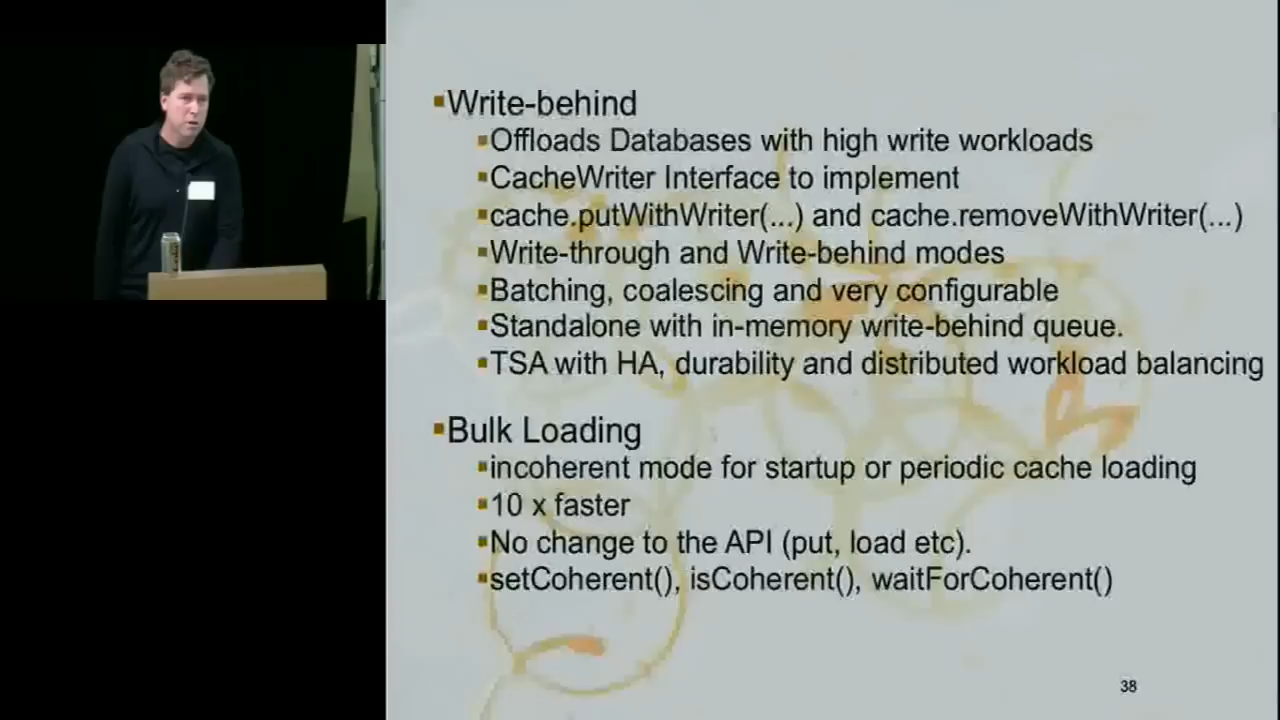 ▪Write-behind
▪Offloads Databases with high write workloads
▪CacheWriter Interface to implement
▪cache.putWithWriter(...) and cache.removeWithWriter(...)
▪Write-through and Write-behind modes
▪Batching, coalescing and very configurable
▪Standalone with in-memory write-behind queue.
▪TSA with HA, durability and distributed workload balancing
▪Bulk Loading
▪incoherent mode for startup or periodic cache loading
▪10 x faster
▪No change to the API (put, load etc).
▪setCoherent(), isCoherent(), waitForCoherent()
38